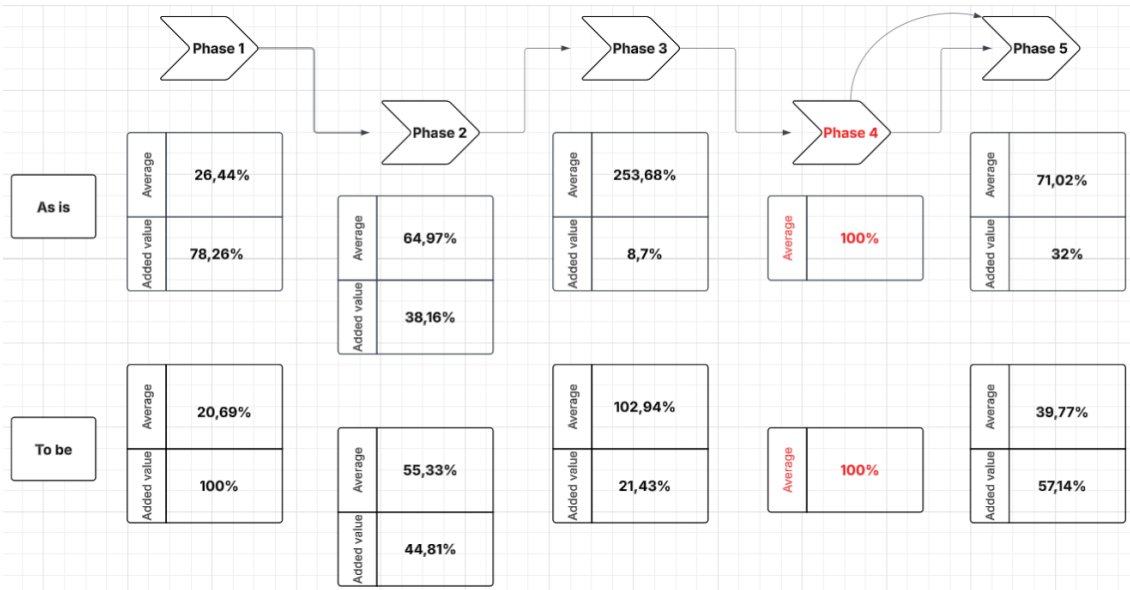 Phase 1
Phase 2
Phase 3
Phase 4
Phase 5
As is
Average
26,44%
Added value
78,26%
Average
64,97%
Added value
38,16%
Average
253,68%
Added value
8,7%
Average
100%
Average
71,02%
Added value
32%
To be
Average
20,69%
Added value
100%
Average
55,33%
Added value
44,81%
Average
102,94%
Added value
21,43%
Average
100%
Average
39,77%
Added value
57,14%